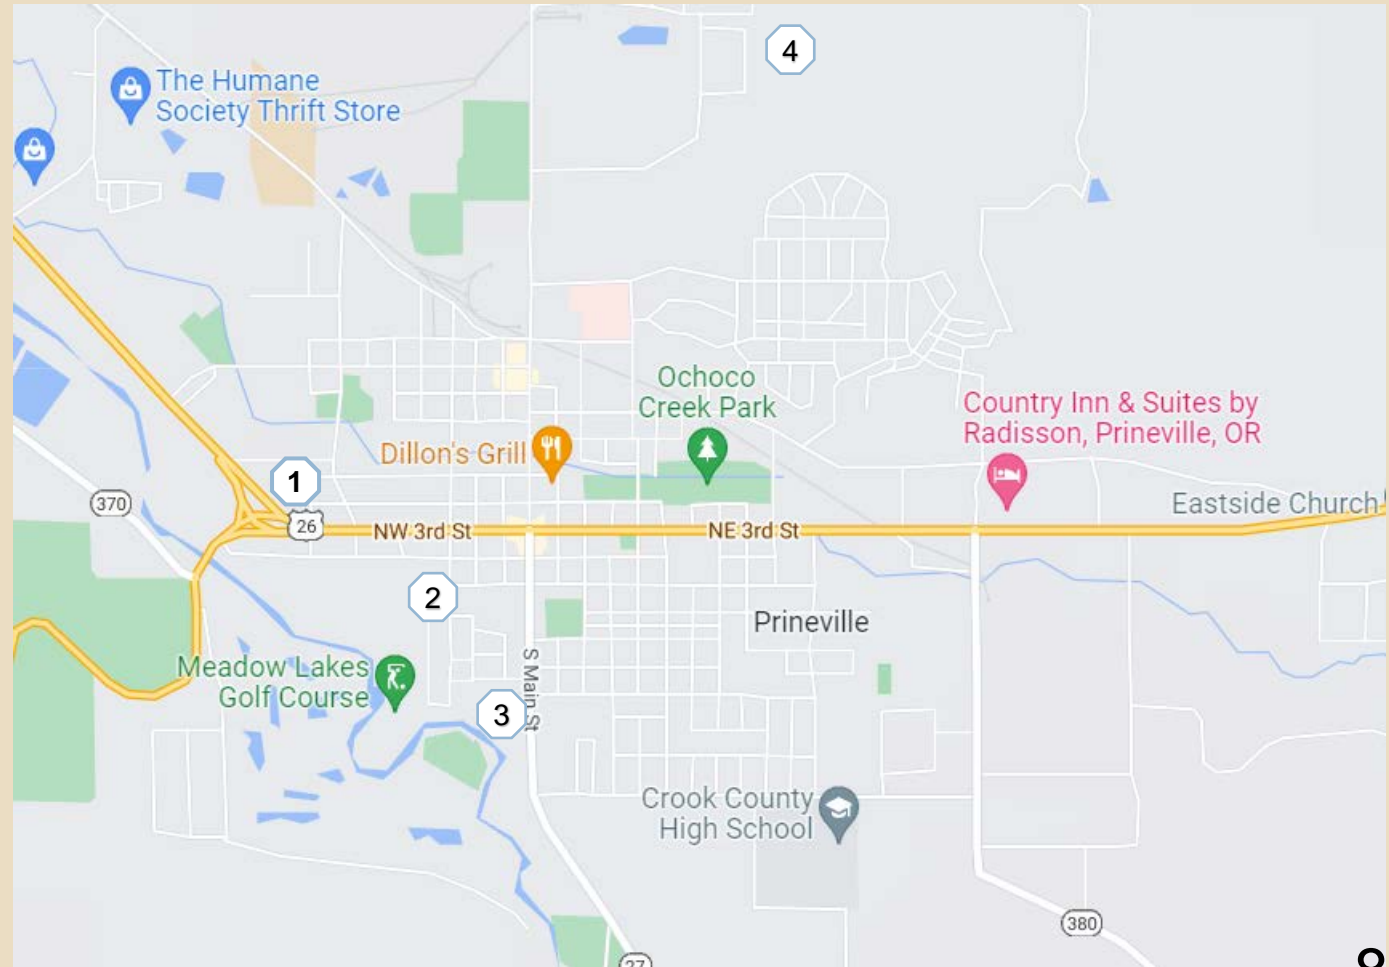 4
The Humane
Society Thrift Store
Ochoco
Creek Park
Country Inn & Suites by
Radisson, Prineville, OR
Dillon's Grill
1
370
Eastside Church
26
NW 3rd St
NE 3rd St
2
Prineville
Meadow Lakes
Golf Course
S Main St
3
Crook County
High School
380
27